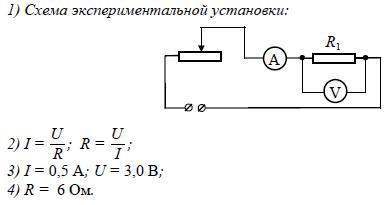 1) Схема экспериментальной установки:
R₁
A
V
2) I = U/R; R = U/I;
3) I = 0,5 А; U = 3,0 В;
4) R = 6 Ом.